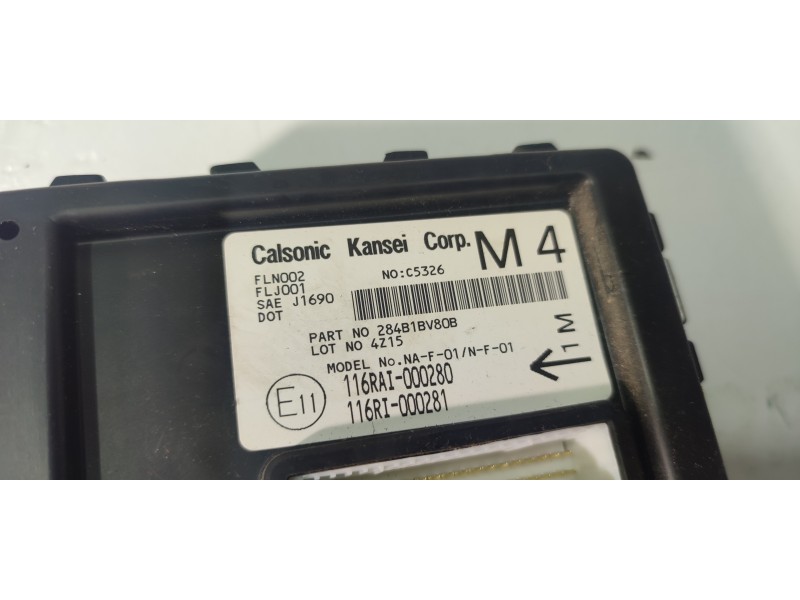 Calsonic Kansei Corp. M 4
FLN002 NO:C5326
FLJ001
SAE J1690
DOT
PART NO 284B1BV80B
LOT NO 4Z15
MODEL No.NA-F-01/N-F-01
116RAI-000280
116RI-000281
E11
1M